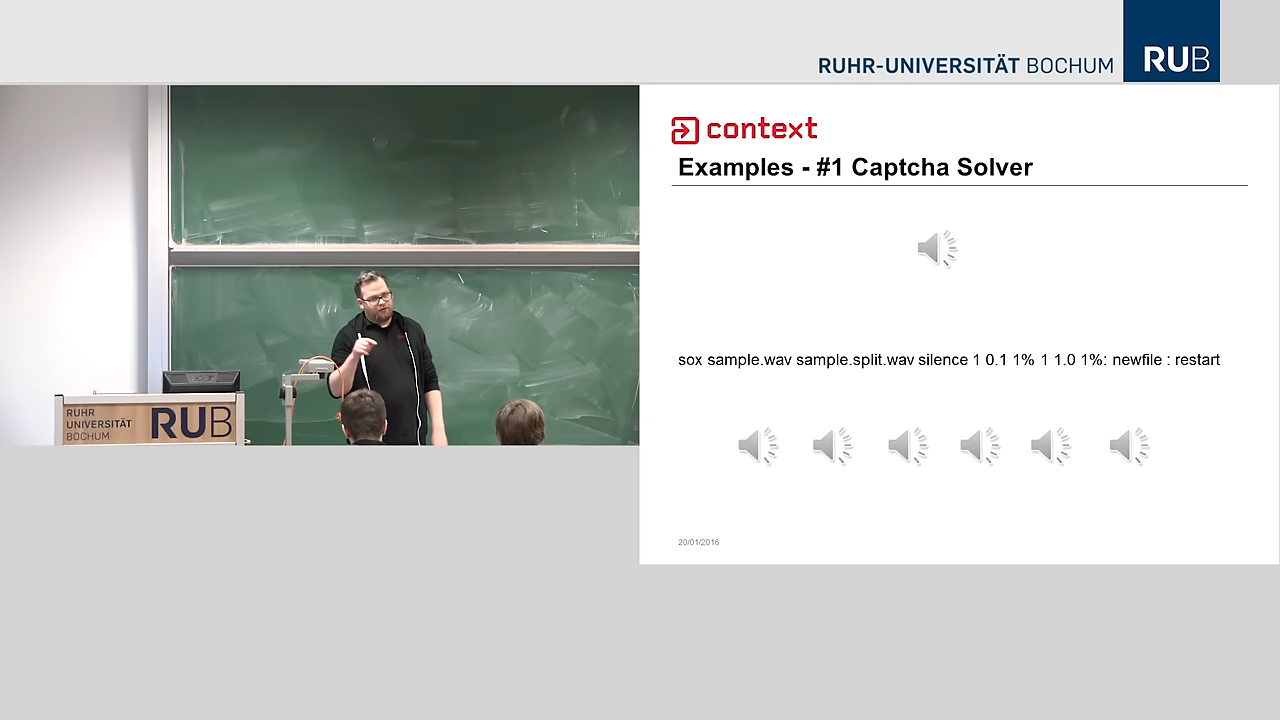 RUHR-UNIVERSITÄT BOCHUM RUB
context
Examples - #1 Captcha Solver
sox sample.wav sample.split.wav silence 1 0.1 1% 1 1.0 1%: newfile : restart
20/01/2016
RUHR
UNIVERSITÄT
BOCHUM
RUB